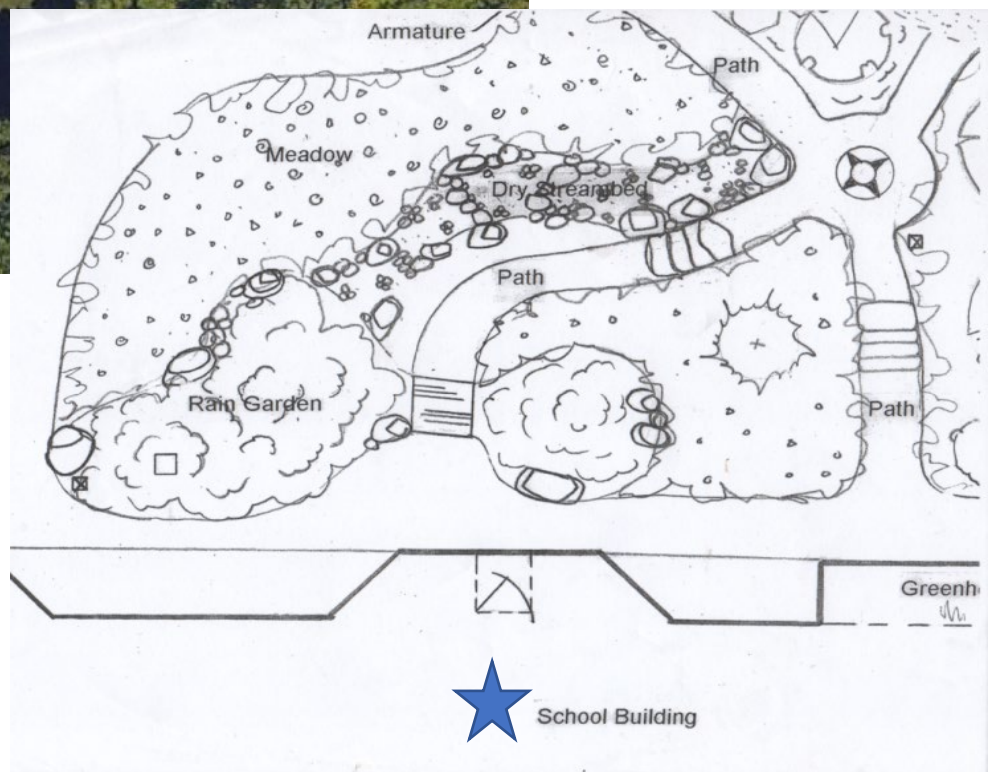 Armature
Path
Meadow
Dry Streambed
Path
Rain Garden
Path
Greenh
School Building